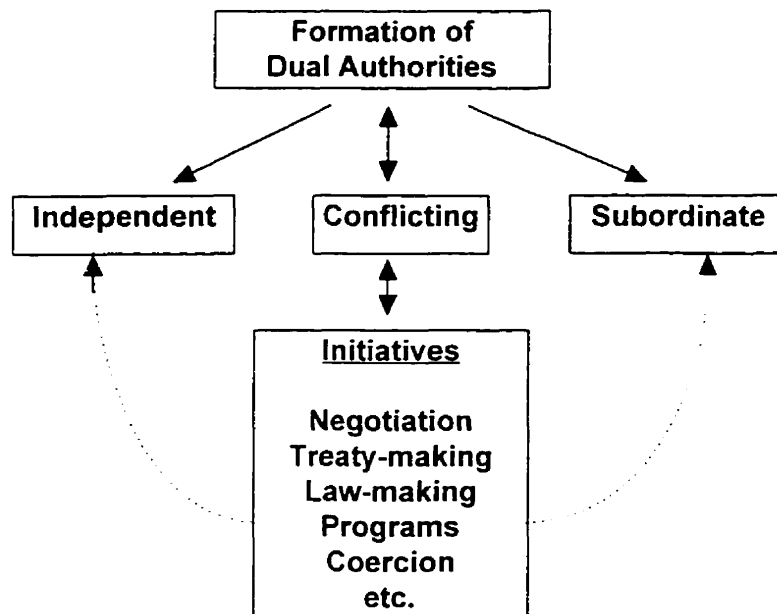 Formation of
Dual Authorities
Independent
Conflicting
Subordinate
Initiatives
Negotiation
Treaty-making
Law-making
Programs
Coercion
etc.